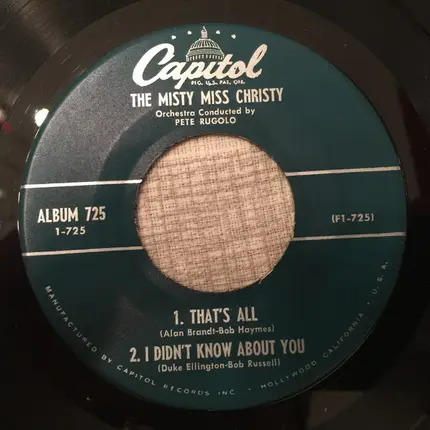 Capitol
REG. U.S. PAT. OFF.
THE MISTY MISS CHRISTY
Orchestra Conducted by
PETE RUGOLO
ALBUM 725
1-725
(F1-725)
1. THAT'S ALL
(Alan Brandt-Bob Haymes)
2. I DIDN'T KNOW ABOUT YOU
(Duke Ellington-Bob Russell)
MANUFACTURED BY CAPITOL RECORDS INC • HOLLYWOOD CALIFORNIA • U.S.A.